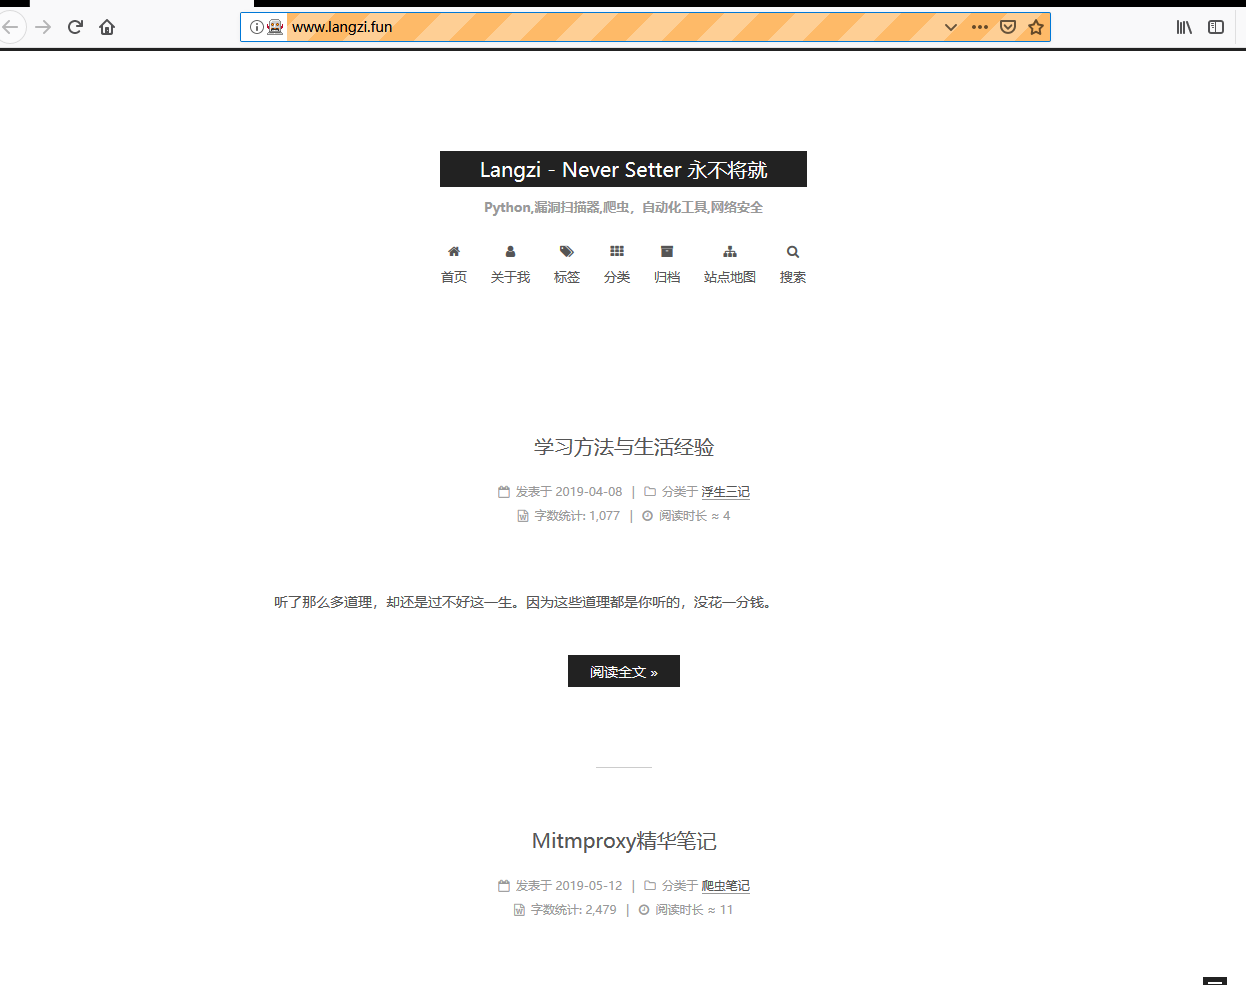 www.langzi.fun
Langzi - Never Setter 永不将就
Python,漏洞扫描器,爬虫，自动化工具,网络安全
首页 关于我 标签 分类 归档 站点地图 搜索
学习方法与生活经验
发表于 2019-04-08 | 分类于 浮生三记
字数统计: 1,077 | 阅读时长 ≈ 4
听了那么多道理，却还是过不好这一生。因为这些道理都是你听的，没花一分钱。
阅读全文 »
Mitmproxy精华笔记
发表于 2019-05-12 | 分类于 爬虫笔记
字数统计: 2,479 | 阅读时长 ≈ 11